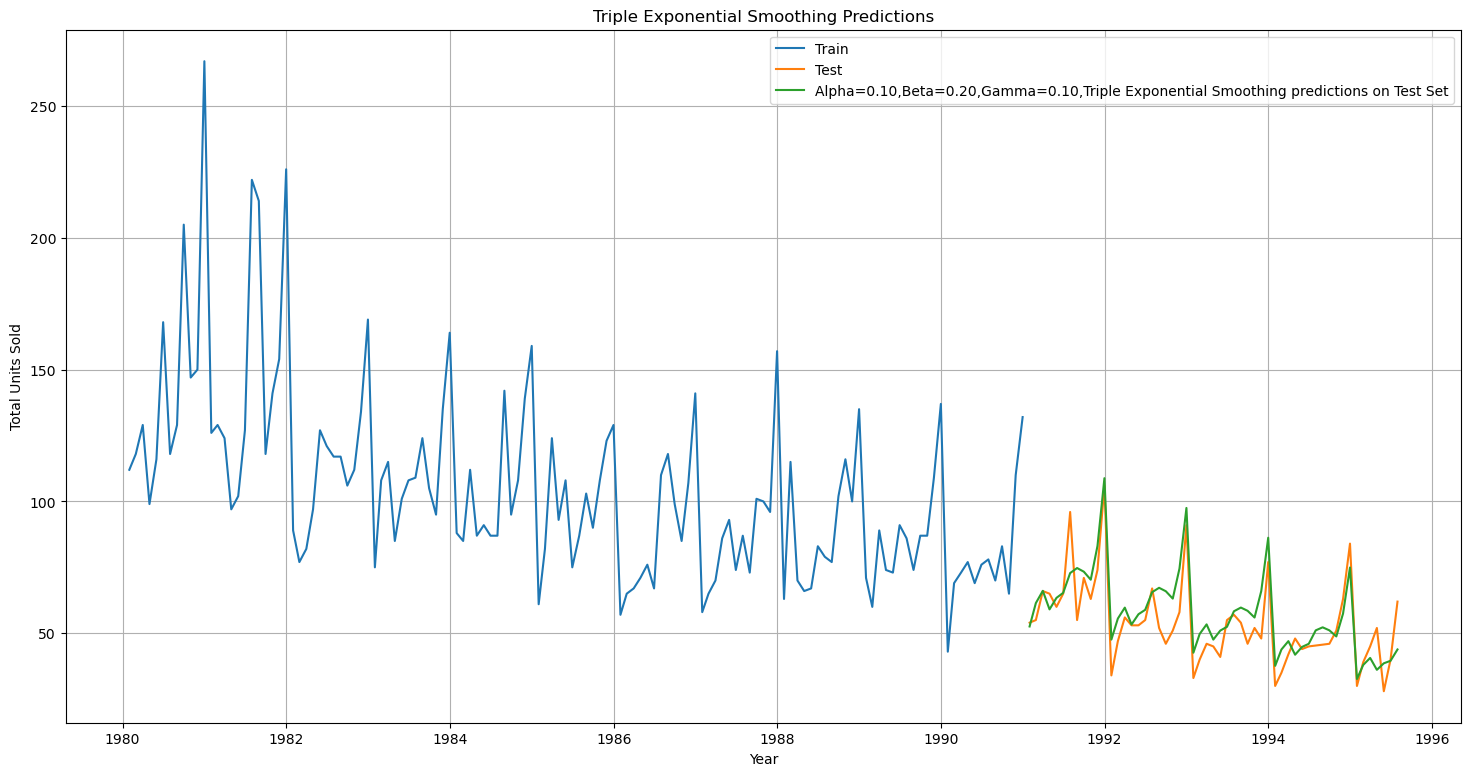 Triple Exponential Smoothing Predictions
Train
Test
Alpha=0.10,Beta=0.20,Gamma=0.10,Triple Exponential Smoothing predictions on Test Set
Total Units Sold
250
200
150
100
50
1980 1982 1984 1986 1988 1990 1992 1994 1996
Year